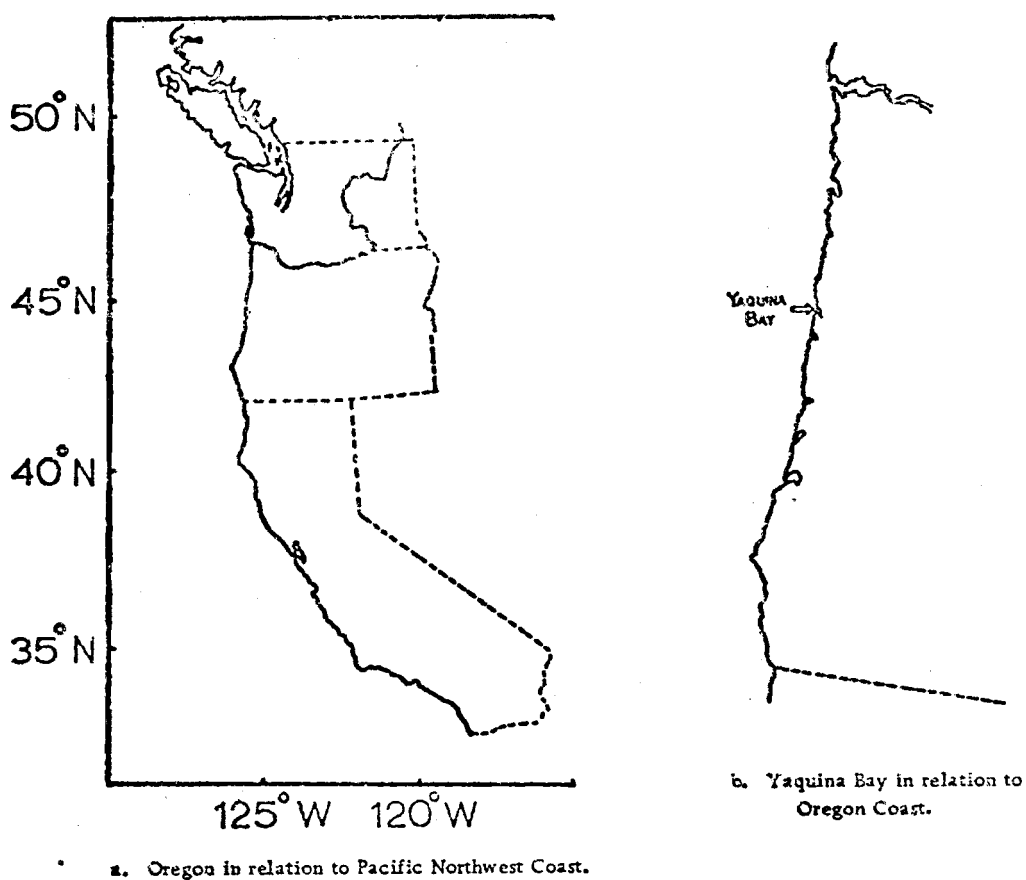 50°N
45°N
40°N
35°N
125°W 120°W
a. Oregon in relation to Pacific Northwest Coast.
YAQUINA
BAY
b. Yaquina Bay in relation to
Oregon Coast.